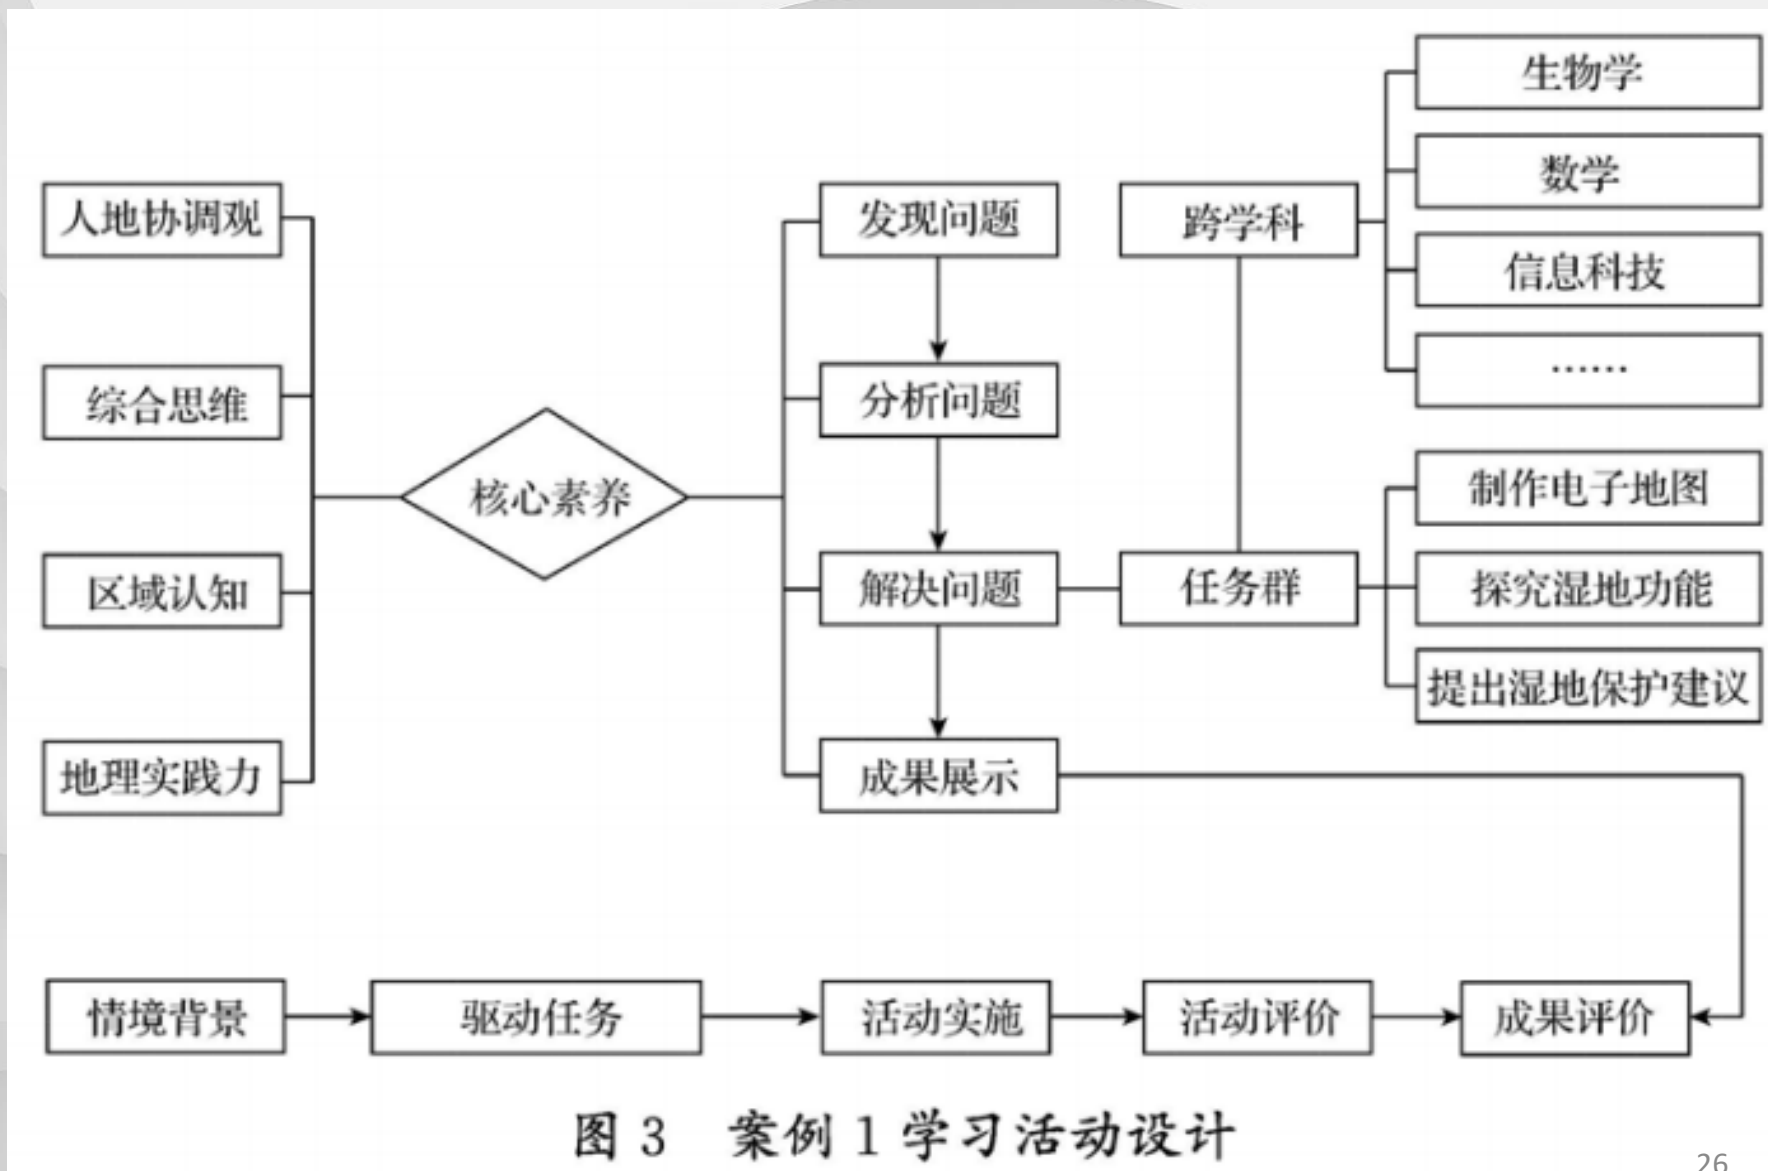 生物学
数学
信息科技
……
人地协调观
综合思维
区域认知
地理实践力
核心素养
发现问题
分析问题
解决问题
成果展示
跨学科
任务群
制作电子地图
探究湿地功能
提出湿地保护建议
情境背景
驱动任务
活动实施
活动评价
成果评价
图 3 案例 1 学习活动设计
26